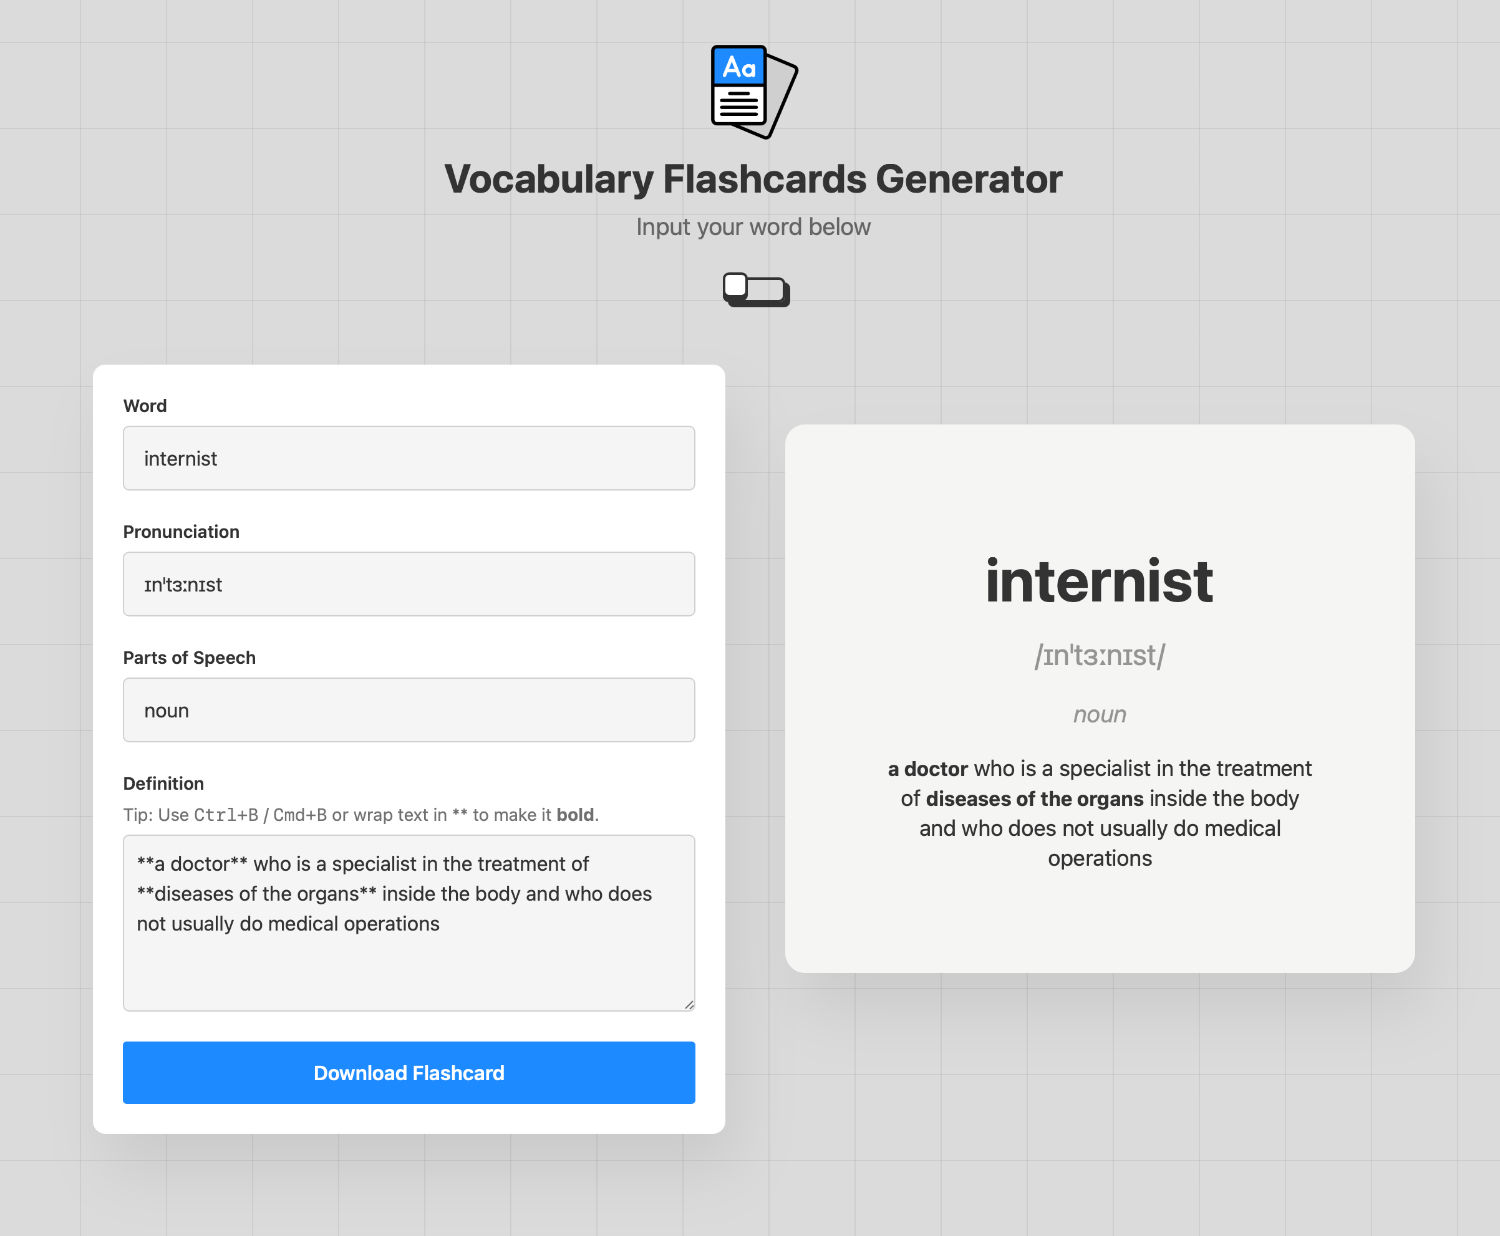 Aa
Vocabulary Flashcards Generator
Input your word below
Word
internist
Pronunciation
ɪn'tɜːnɪst
Parts of Speech
noun
Definition
Tip: Use Ctrl+B / Cmd+B or wrap text in ** to make it bold.
**a doctor** who is a specialist in the treatment of
**diseases of the organs** inside the body and who does
not usually do medical operations
Download Flashcard
internist
/ɪn'tɜːnɪst/
noun
a doctor who is a specialist in the treatment
of diseases of the organs inside the body
and who does not usually do medical
operations